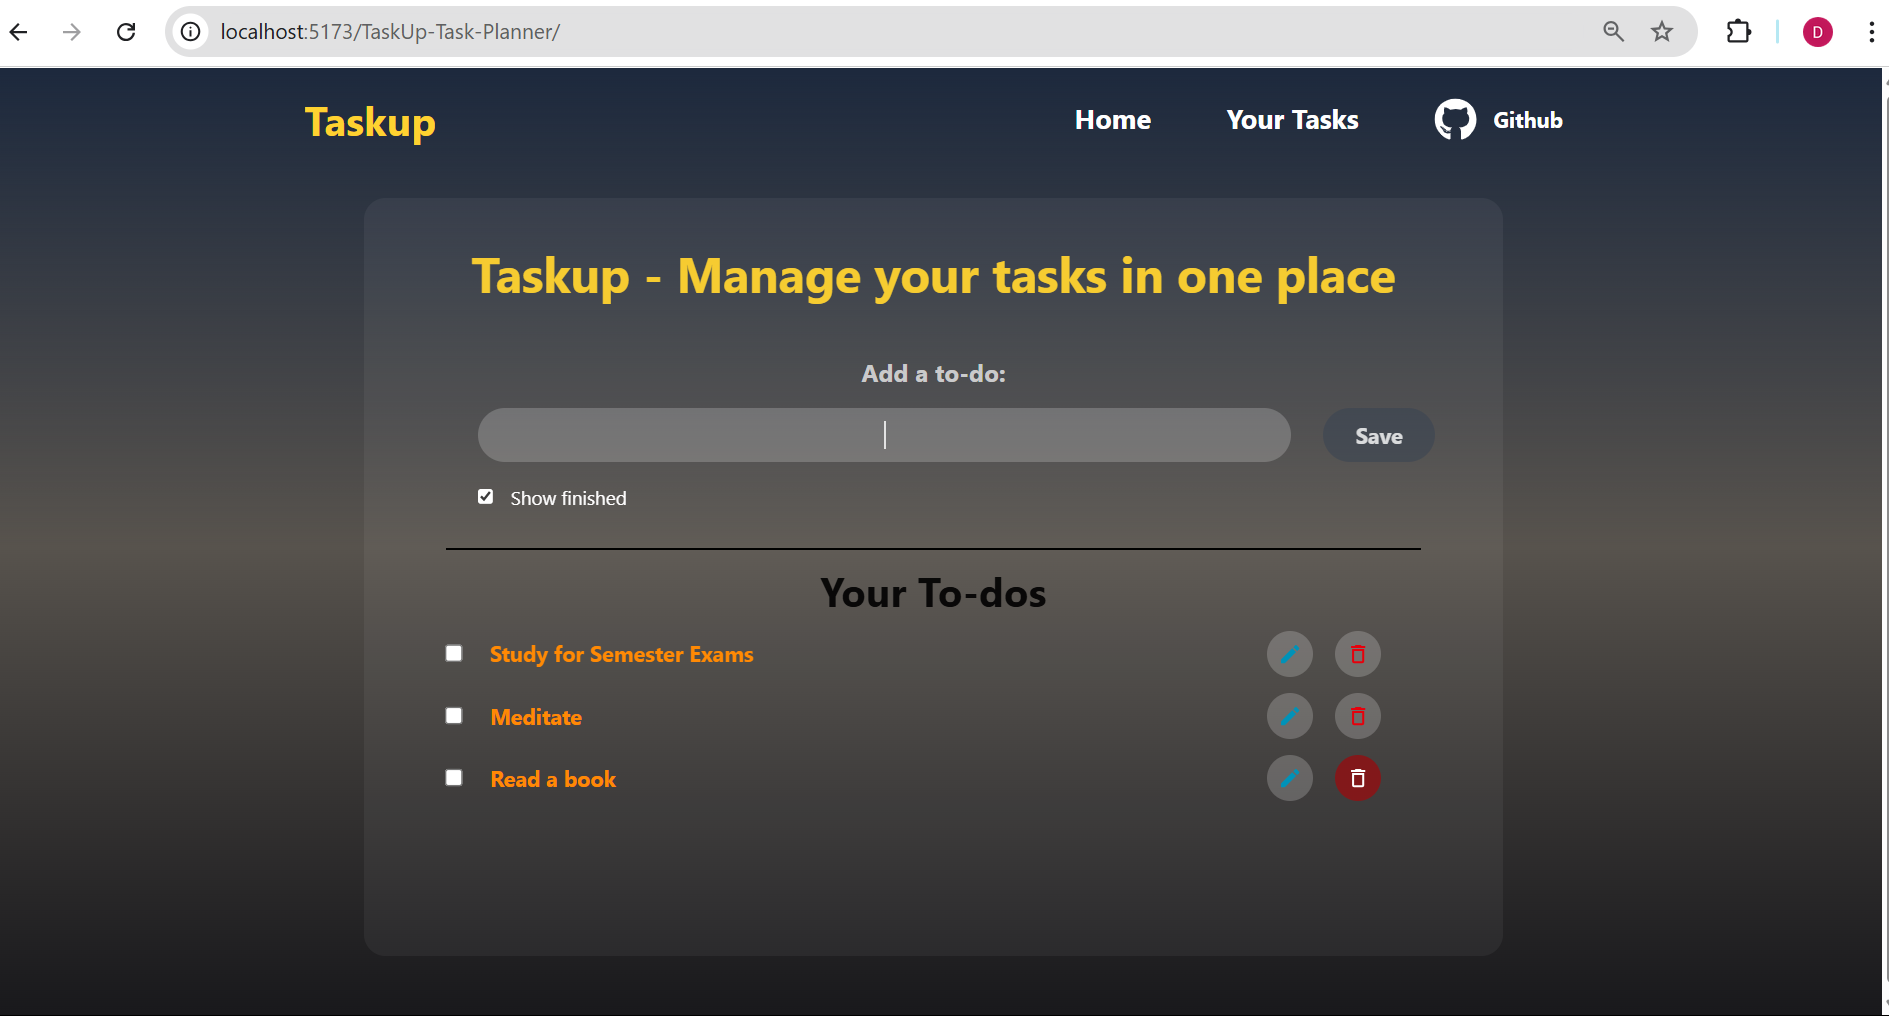 localhost:5173/TaskUp-Task-Planner/
D
Taskup
Home
Your Tasks
Github
Taskup - Manage your tasks in one place
Add a to-do:
Save
Show finished
Your To-dos
Study for Semester Exams
Meditate
Read a book